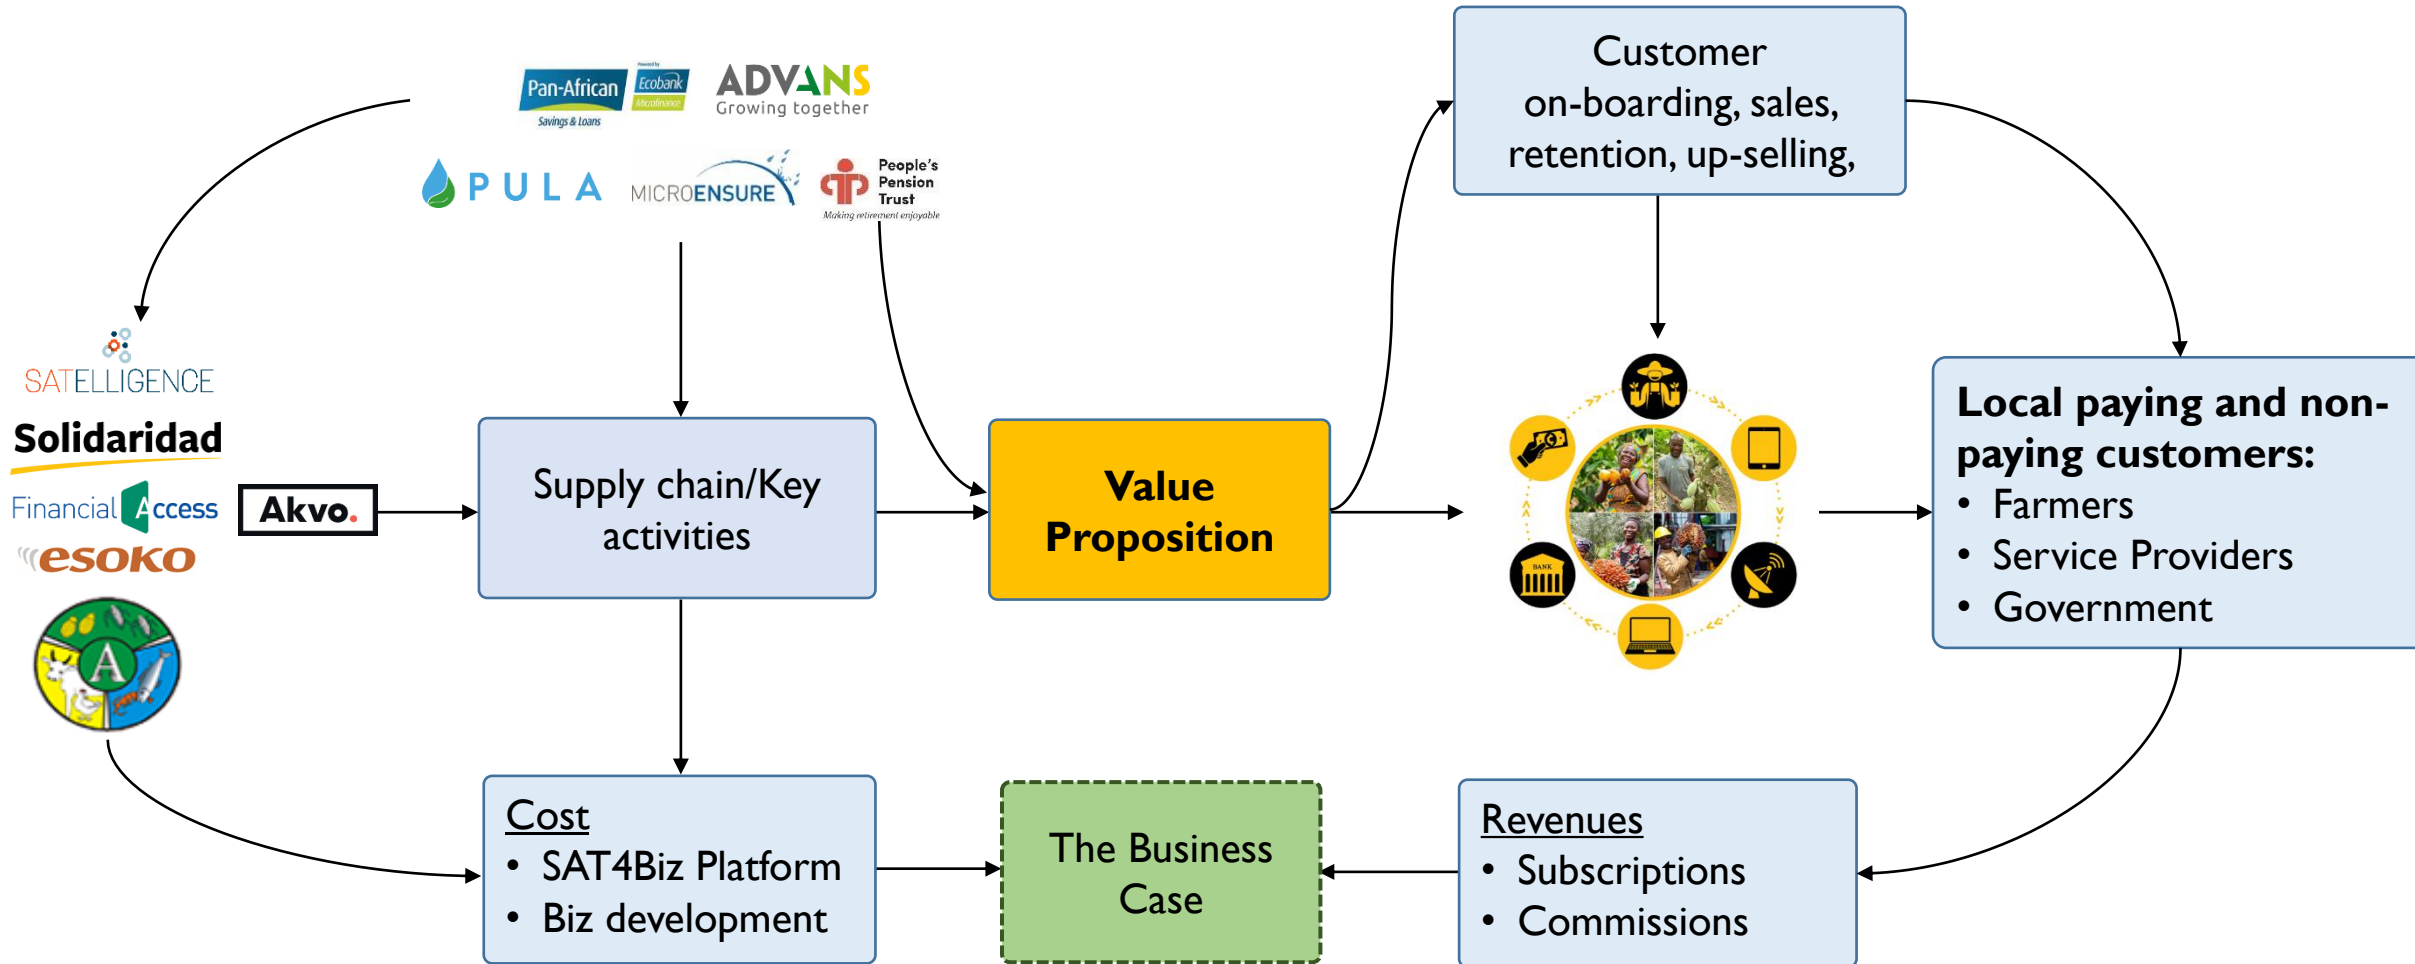 Customer
on-boarding, sales,
retention, up-selling,
Powered by
Pan-African
Ecobank
Microfinance
Savings & Loans
ADVANS
Growing together
PULA
MICROENSURE
People's
Pension
Trust
Making retirement enjoyable
SATELLIGENCE
Solidaridad
Financial Access
esoko
Akvo.
A
Supply chain/Key
activities
Value
Proposition
BANK
Local paying and non-
paying customers:
• Farmers
• Service Providers
• Government
Cost
• SAT4Biz Platform
• Biz development
The Business
Case
Revenues
• Subscriptions
• Commissions